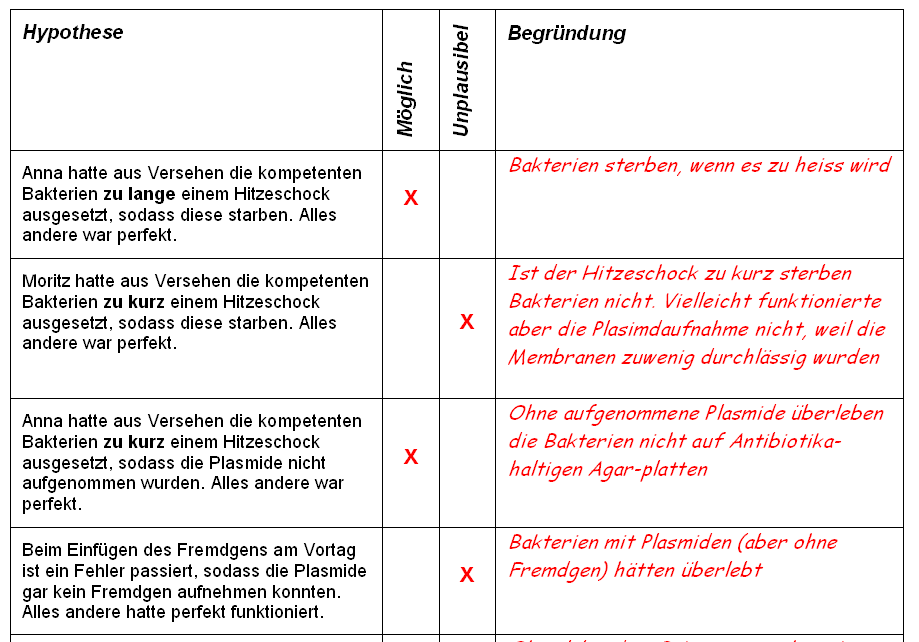 Hypothese
Möglich
Unplausibel
Begründung
Anna hatte aus Versehen die kompetenten
Bakterien zu lange einem Hitzeschock
ausgesetzt, sodass diese starben. Alles
andere war perfekt.
X
Bakterien sterben, wenn es zu heiss wird
Moritz hatte aus Versehen die kompetenten
Bakterien zu kurz einem Hitzeschock
ausgesetzt, sodass diese starben. Alles
andere war perfekt.
X
Ist der Hitzeschock zu kurz sterben
Bakterien nicht. Vielleicht funktionierte
aber die Plasimdaufnahme nicht, weil die
Membranen zuwenig durchlässig wurden
Anna hatte aus Versehen die kompetenten
Bakterien zu kurz einem Hitzeschock
ausgesetzt, sodass die Plasmide nicht
aufgenommen wurden. Alles andere war
perfekt.
X
Ohne aufgenommene Plasmide überleben
die Bakterien nicht auf Antibiotika-
haltigen Agar-platten
Beim Einfügen des Fremdgens am Vortag
ist ein Fehler passiert, sodass die Plasmide
gar kein Fremdgen aufnehmen konnten.
Alles andere hatte perfekt funktioniert.
X
Bakterien mit Plasmiden (aber ohne
Fremdgen) hätten überlebt